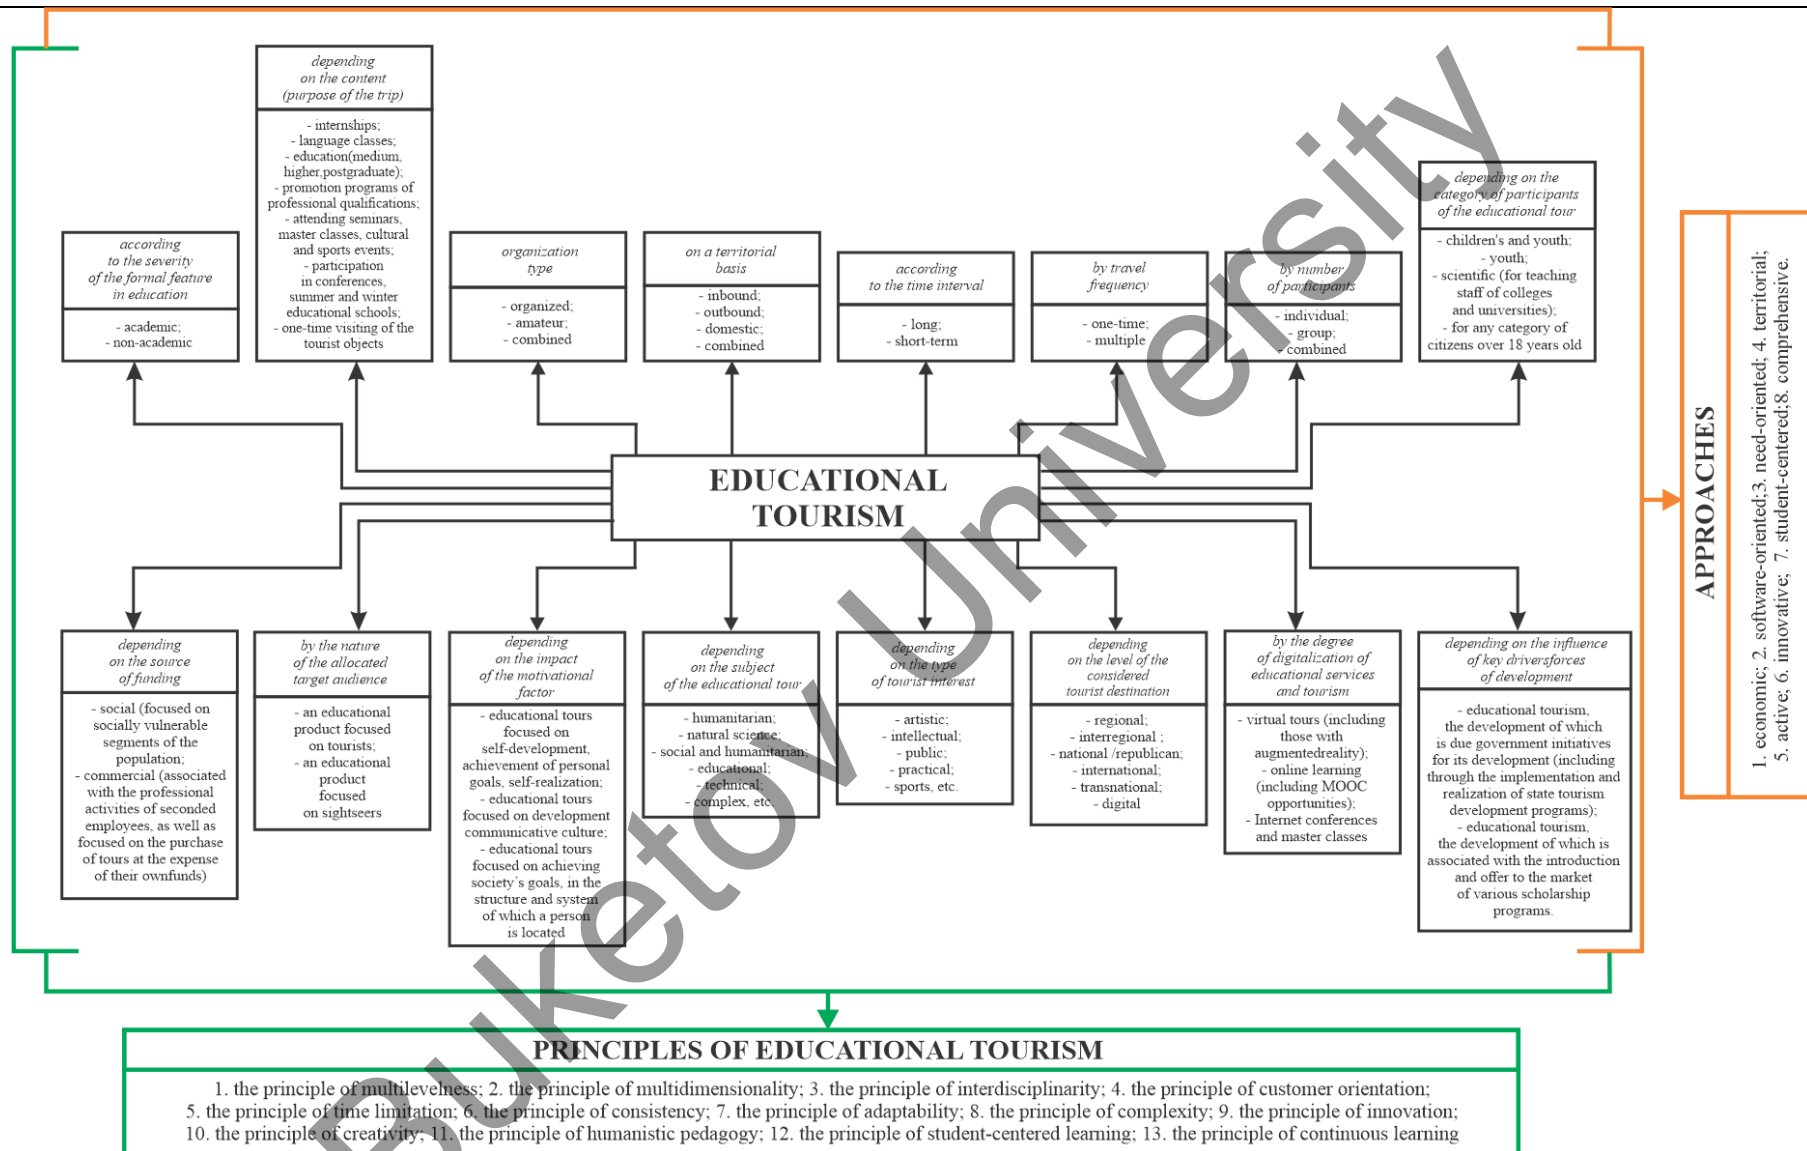 depending
on the content
(purpose of the trip)
- internships;
- language classes;
- education(medium,
higher,postgraduate);
- promotion programs of
professional qualifications;
- attending seminars,
master classes, cultural
and sports events;
- participation
in conferences,
summer and winter
educational schools;
- one-time visiting of the
tourist objects
according
to the severity
of the formal feature
in education
- academic;
- non-academic
organization
type
- organized;
- amateur;
- combined
on a territorial
basis
- inbound;
- outbound;
- domestic;
- combined
according
to the time interval
- long;
- short-term
by travel
frequency
- one-time;
- multiple
by number
of participants
- individual;
- group;
- combined
depending on the
category of participants
of the educational tour
- children's and youth;
- youth;
- scientific (for teaching
staff of colleges
and universities);
- for any category of
citizens over 18 years old
EDUCATIONAL
TOURISM
depending
on the source
of funding
- social (focused on
socially vulnerable
segments of the
population;
- commercial (associated
with the professional
activities of seconded
employees, as well as
focused on the purchase
of tours at the expense
of their ownfunds)
by the nature
of the allocated
target audience
- an educational
product focused
on tourists;
- an educational
product
focused
on sightseers
depending
on the impact
of the motivational
factor
- educational tours
focused on
self-development,
achievement of personal
goals, self-realization;
- educational tours
focused on development
communicative culture;
- educational tours
focused on achieving
society`s goals, in the
structure and system
of which a person
is located
depending
on the subject
of the educational tour
- humanitarian;
- natural science;
- social and humanitarian;
- educational;
- technical;
- complex, etc.
depending
on the type
of tourist interest
- artistic;
- intellectual;
- public;
- practical;
- sports, etc.
depending
on the level of the
considered
tourist destination
- regional;
- interregional ;
- national /republican;
- international;
- transnational;
- digital
by the degree
of digitalization of
educational services
and tourism
- virtual tours (including
those with
augmentedreality);
- online learning
(including MOOC
opportunities);
- Internet conferences
and master classes
depending on the influence
of key driversforces
of development
- educational tourism,
the development of which
is due government initiatives
for its development (including
through the implementation and
realization of state tourism
development programs);
- educational tourism,
the development of which is
associated with the introduction
and offer to the market
of various scholarship
programs.
APPROACHES
1. economic; 2. software-oriented;3. need-oriented; 4. territorial;
5. active; 6. innovative; 7. student-centered;8. comprehensive.
PRINCIPLES OF EDUCATIONAL TOURISM
1. the principle of multilevelness; 2. the principle of multidimensionality; 3. the principle of interdisciplinarity; 4. the principle of customer orientation;
5. the principle of time limitation; 6. the principle of consistency; 7. the principle of adaptability; 8. the principle of complexity; 9. the principle of innovation;
10. the principle of creativity; 11. the principle of humanistic pedagogy; 12. the principle of student-centered learning; 13. the principle of continuous learning
Buketov University